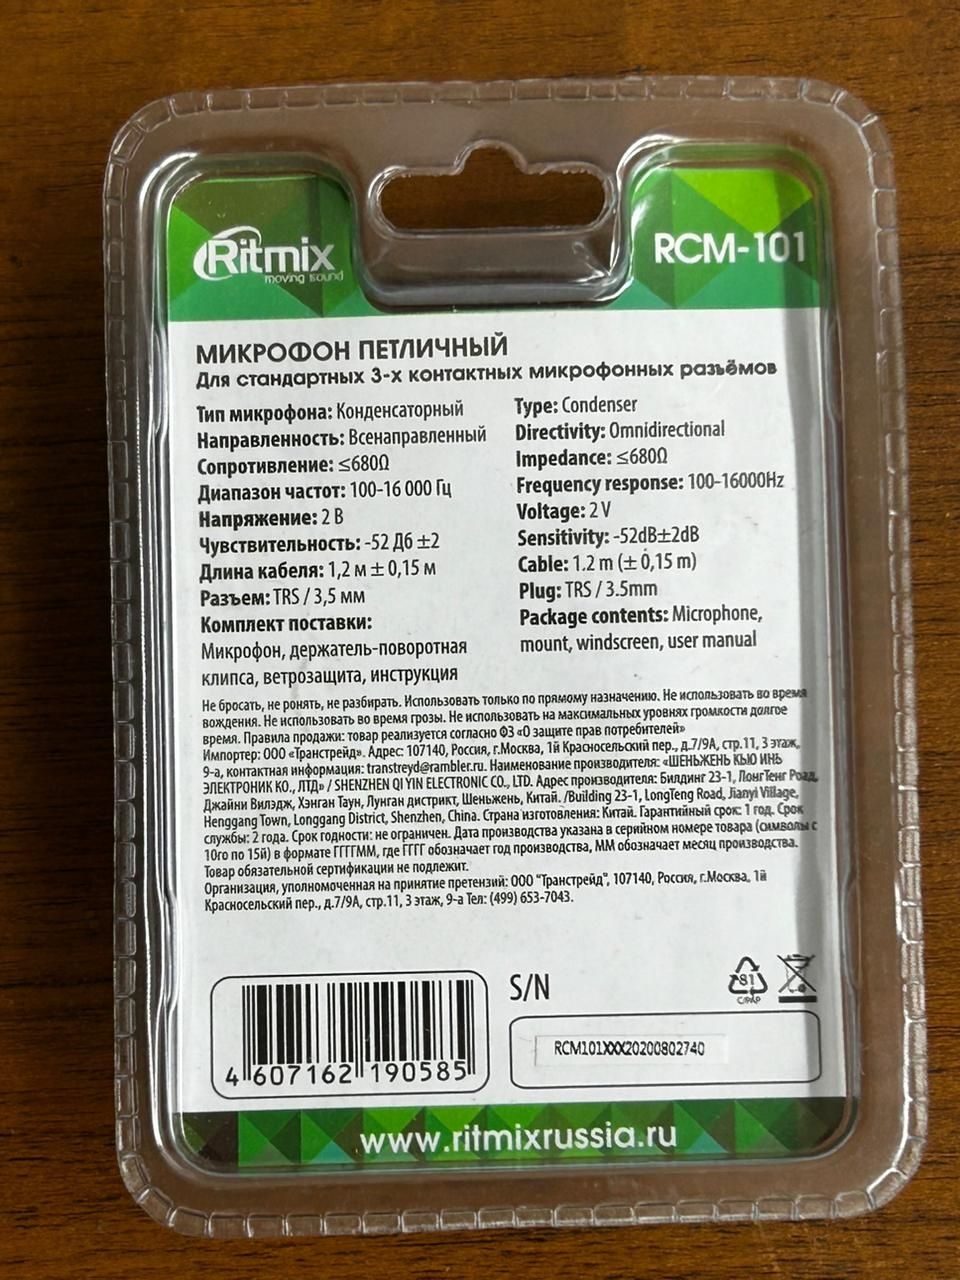 Ritmix
moving sound
RCM-101
МИКРОФОН ПЕТЛИЧНЫЙ
Для стандартных 3-х контактных микрофонных разъёмов
Тип микрофона: Конденсаторный
Направленность: Всенаправленный
Сопротивление: ≤680Ω
Диапазон частот: 100-16 000 Гц
Напряжение: 2 В
Чувствительность: -52 Дб ±2
Длина кабеля: 1,2 м ± 0,15 м
Разъем: TRS / 3,5 мм
Комплект поставки:
Микрофон, держатель-поворотная
клипса, ветрозащита, инструкция
Type: Condenser
Directivity: Omnidirectional
Impedance: ≤680Ω
Frequency response: 100-16000Hz
Voltage: 2 V
Sensitivity: -52dB±2dB
Cable: 1.2 m (± 0,15 m)
Plug: TRS / 3.5mm
Package contents: Microphone,
mount, windscreen, user manual
Не бросать, не ронять, не разбирать. Использовать только по прямому назначению. Не использовать во время
вождения. Не использовать во время грозы. Не использовать на максимальных уровнях громкости долгое
время. Правила продажи: товар реализуется согласно ФЗ «О защите прав потребителей»
Импортер: ООО «Транстрейд». Адрес: 107140, Россия, г.Москва, 1й Красносельский пер., д.7/9А, стр.11, 3 этаж,
9-а, контактная информация: transtreyd@rambler.ru. Наименование производителя: «ШЕНЬЖЕНЬ КЬЮ ИНЬ
ЭЛЕКТРОНИК КО., ЛТД» / SHENZHEN QI YIN ELECTRONIC CO., LTD. Адрес производителя: Билдинг 23-1, ЛонгТенг Роад,
Джайни Вилэдж, Хэнган Таун, Лунган дистрикт, Шеньжень, Китай. /Building 23-1, LongTeng Road, Jianyi Village,
Henggang Town, Longgang District, Shenzhen, China. Страна изготовления: Китай. Гарантийный срок: 1 год. Срок
службы: 2 года. Срок годности: не ограничен. Дата производства указана в серийном номере товара (символы с
10го по 15й) в формате ГГГГММ, где ГГГГ обозначает год производства, ММ обозначает месяц производства.
Товар обязательной сертификации не подлежит.
Организация, уполномоченная на принятие претензий: ООО "Транстрейд", 107140, Россия, г.Москва, 1й
Красносельский пер., д.7/9А, стр.11, 3 этаж, 9-а Тел: (499) 653-7043.
4 607162 190585
S/N
81
C/PAP
RCM101XXX20200802740
www.ritmixrussia.ru